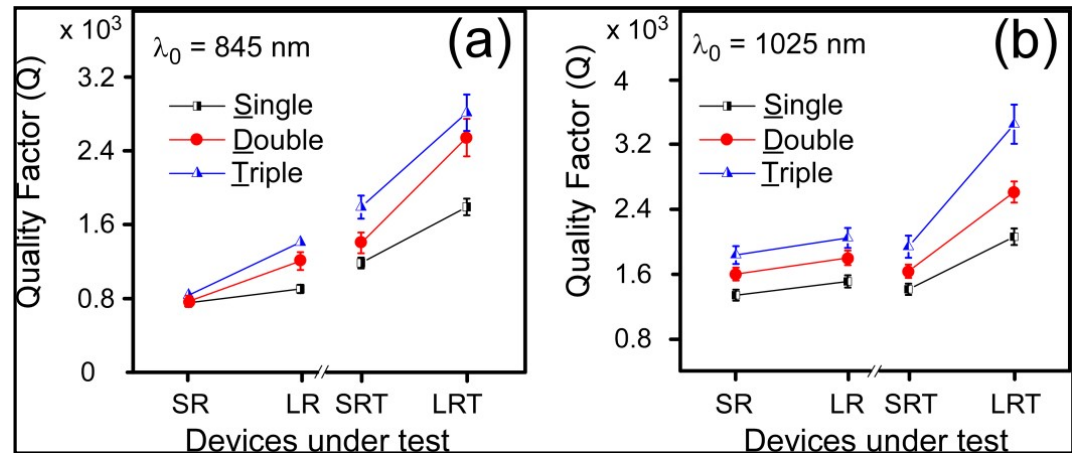 x 10³
(a)
λ₀ = 845 nm
Quality Factor (Q)
3.2
2.4
1.6
0.8
0
Single
Double
Triple
SR
LR
SRT
LRT
Devices under test
x 10³
(b)
λ₀ = 1025 nm
Quality Factor (Q)
4
3.2
2.4
1.6
0.8
Single
Double
Triple
SR
LR
SRT
LRT
Devices under test